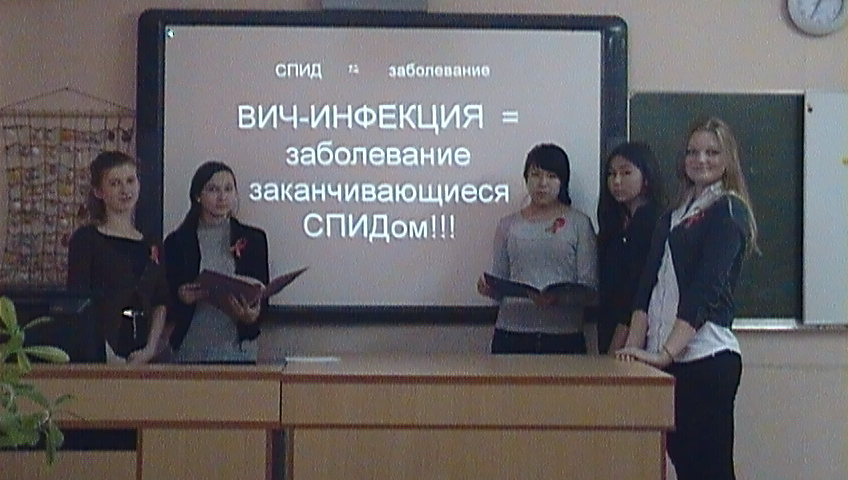 СПИД ≠ заболевание
ВИЧ-ИНФЕКЦИЯ =
заболевание
заканчивающиеся
СПИДом!!!